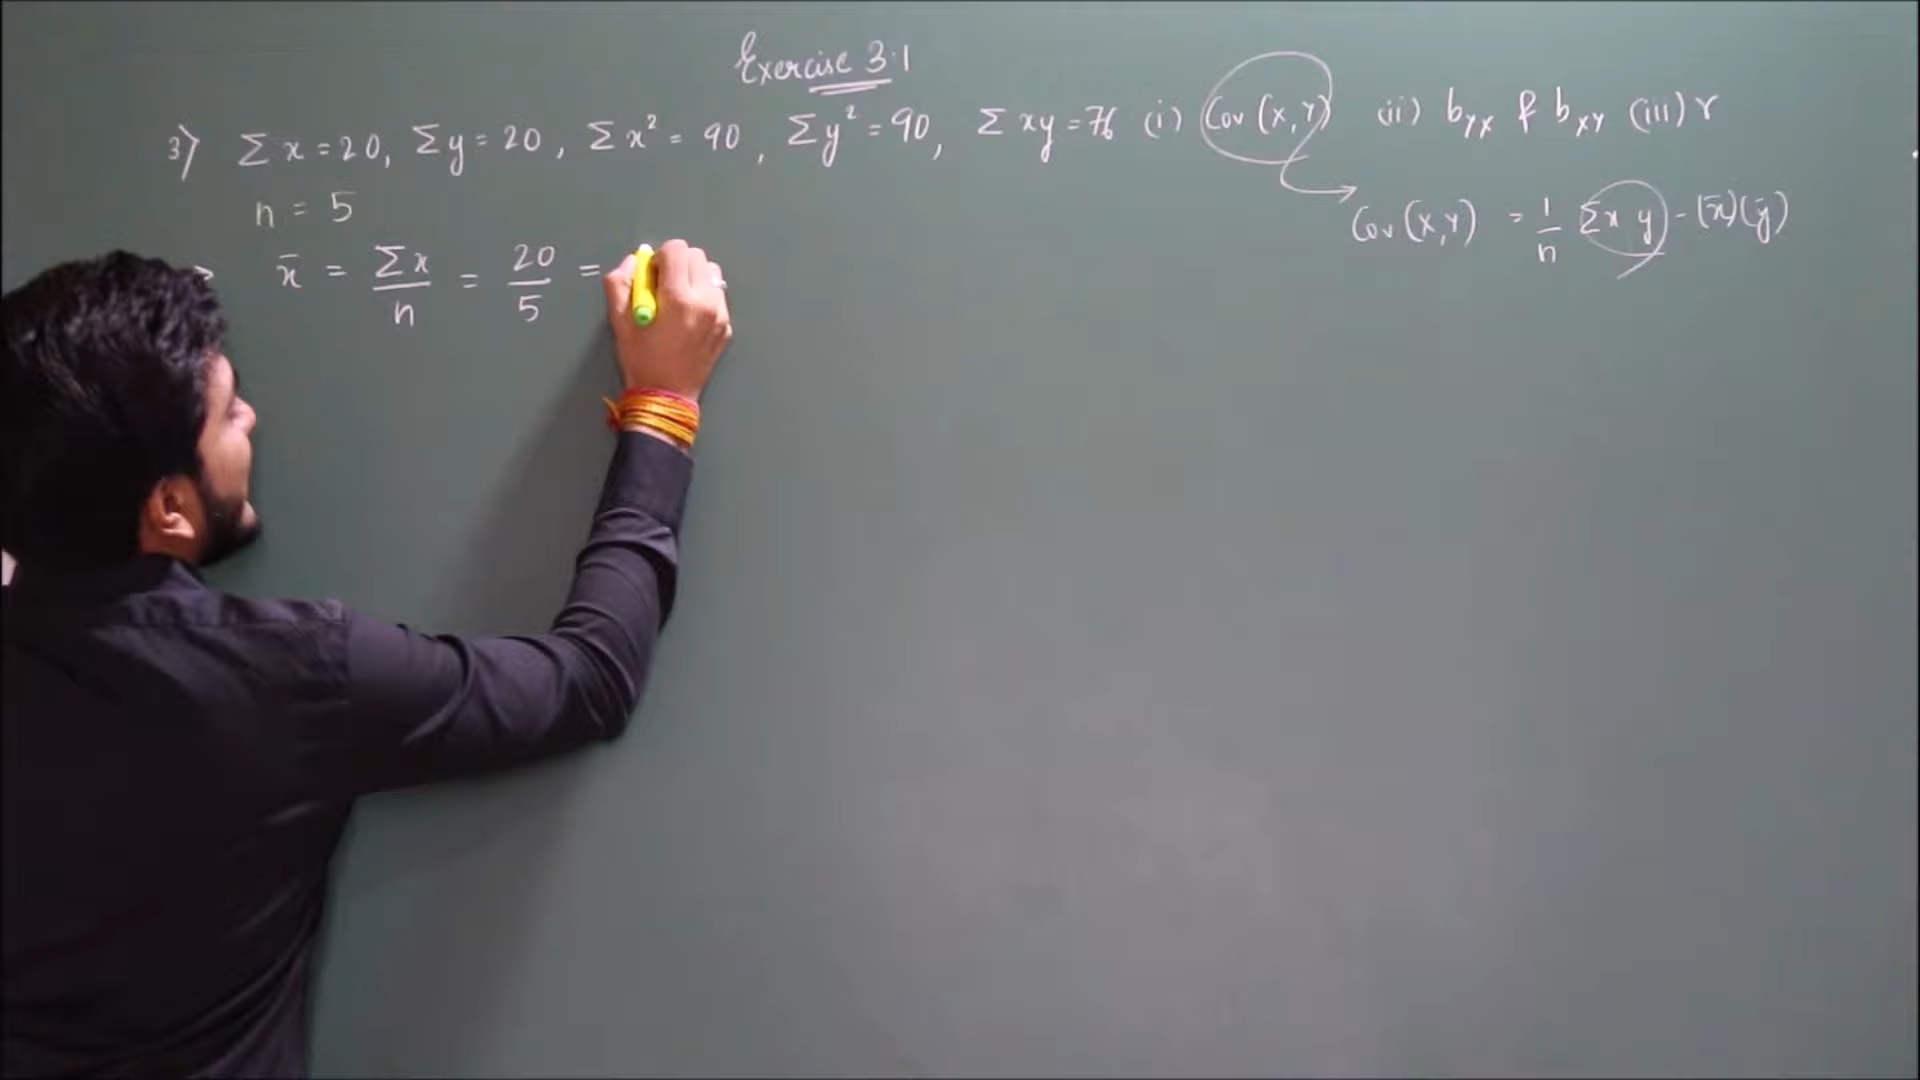 Exercise 3.1
3) Σx = 20, Σy = 20, Σx² = 90, Σy² = 90, Σxy = 76 (i) Cov (X, Y) (ii) bYX & bXY (iii) r
n = 5
Cov (X, Y) = 1/n Σx y - (x̄)(ȳ)
x̄ = Σx/n = 20/5 =